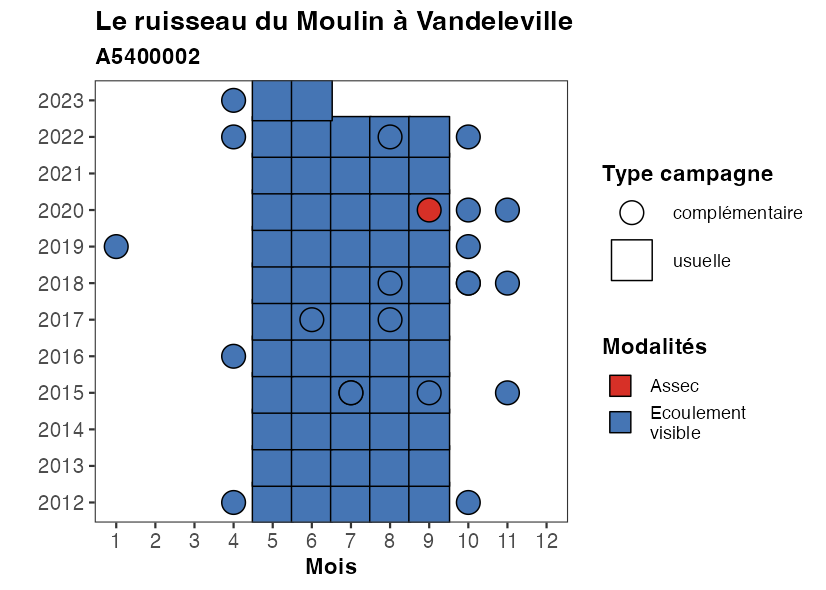 Le ruisseau du Moulin à Vandeleville
A5400002
2023
2022
2021
2020
2019
2018
2017
2016
2015
2014
2013
2012
1 2 3 4 5 6 7 8 9 10 11 12
Mois
Type campagne
complémentaire
usuelle
Modalités
Assec
Ecoulement
visible